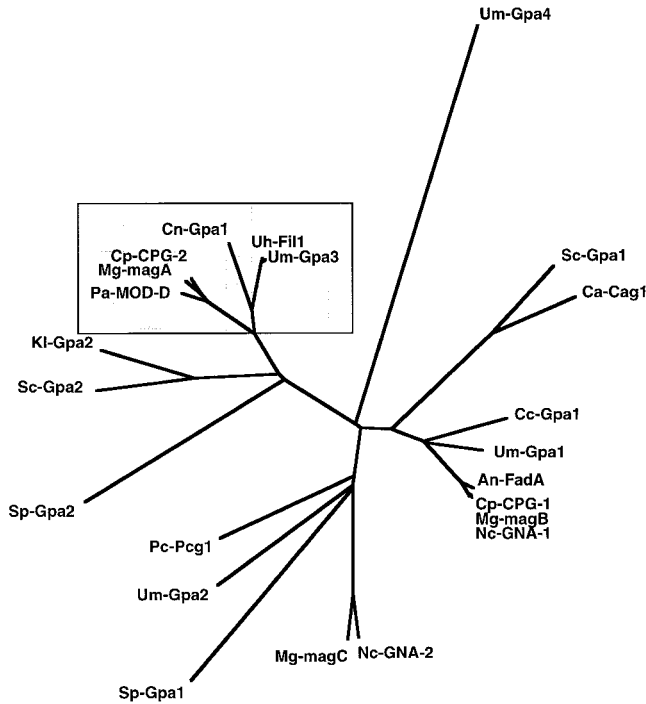 Um-Gpa4
Cn-Gpa1
Uh-Fil1
Cp-CPG-2
Um-Gpa3
Mg-magA
Pa-MOD-D
Sc-Gpa1
Ca-Cag1
Kl-Gpa2
Sc-Gpa2
Cc-Gpa1
Um-Gpa1
An-FadA
Cp-CPG-1
Mg-magB
Nc-GNA-1
Sp-Gpa2
Pc-Pcg1
Um-Gpa2
Mg-magC
Nc-GNA-2
Sp-Gpa1